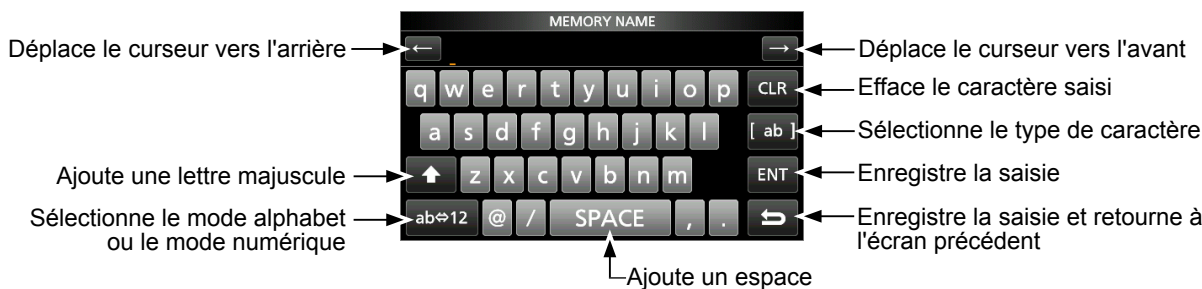 MEMORY NAME
Déplace le curseur vers l'arrière
←
→
Déplace le curseur vers l'avant
q w e r t y u i o p
CLR
Efface le caractère saisi
a s d f g h j k l
[ ab ]
Sélectionne le type de caractère
Ajoute une lettre majuscule
z x c v b n m
ENT
Enregistre la saisie
Sélectionne le mode alphabet
ou le mode numérique
ab⇔12 @ / SPACE , .
Enregistre la saisie et retourne à
l'écran précédent
Ajoute un espace